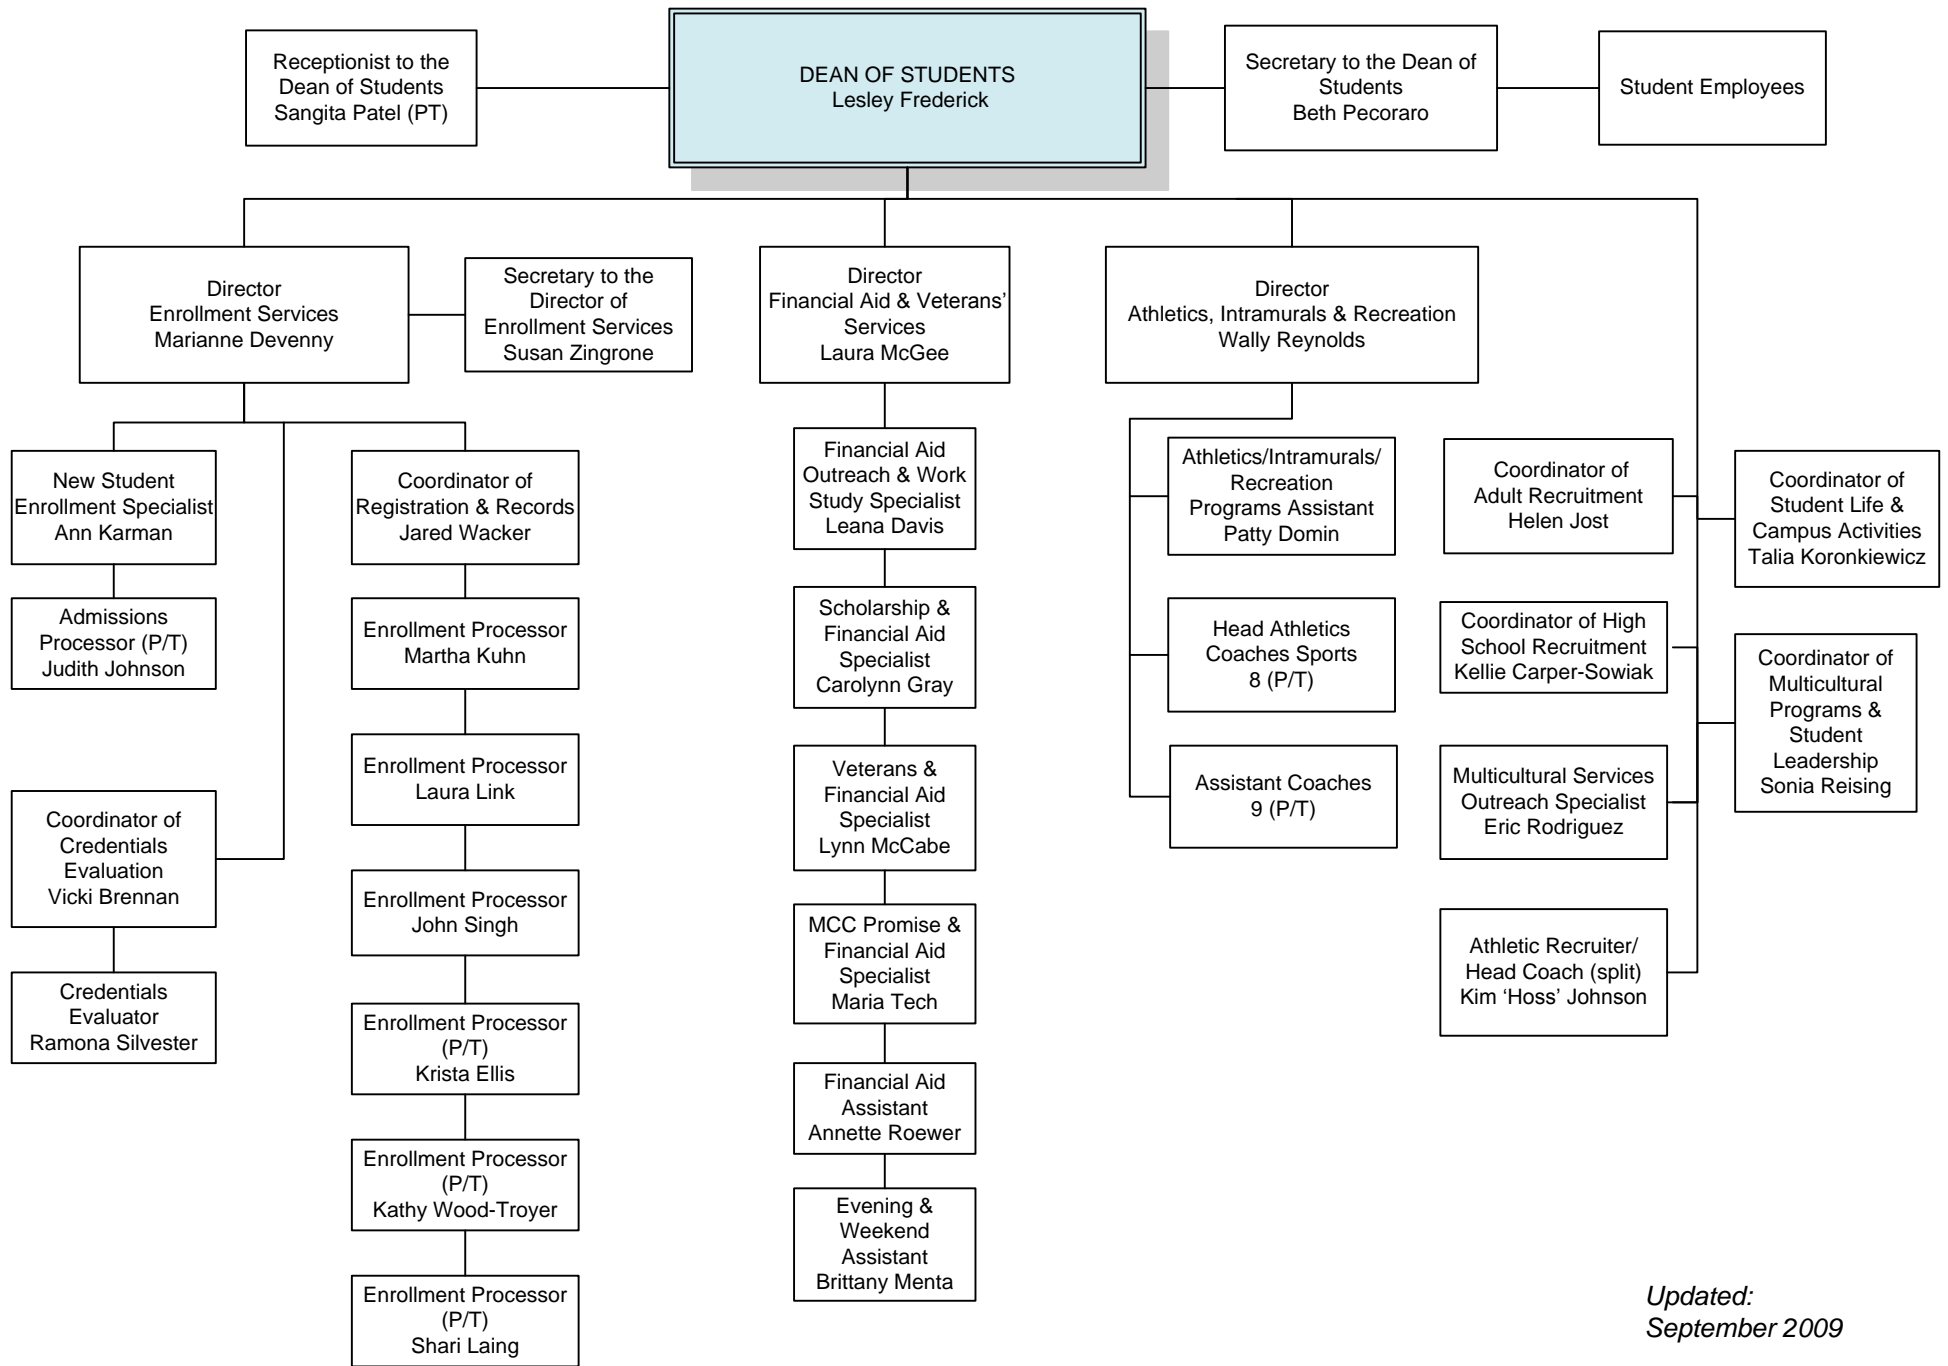 Receptionist to the
Dean of Students
Sangita Patel (PT)
DEAN OF STUDENTS
Lesley Frederick
Secretary to the Dean of
Students
Beth Pecoraro
Student Employees
Director
Enrollment Services
Marianne Devenny
Secretary to the
Director of
Enrollment Services
Susan Zingrone
Director
Financial Aid & Veterans’
Services
Laura McGee
Director
Athletics, Intramurals & Recreation
Wally Reynolds
New Student
Enrollment Specialist
Ann Karman
Admissions
Processor (P/T)
Judith Johnson
Coordinator of
Credentials
Evaluation
Vicki Brennan
Credentials
Evaluator
Ramona Silvester
Coordinator of
Registration & Records
Jared Wacker
Enrollment Processor
Martha Kuhn
Enrollment Processor
Laura Link
Enrollment Processor
John Singh
Enrollment Processor
(P/T)
Krista Ellis
Enrollment Processor
(P/T)
Kathy Wood-Troyer
Enrollment Processor
(P/T)
Shari Laing
Financial Aid
Outreach & Work
Study Specialist
Leana Davis
Scholarship &
Financial Aid
Specialist
Carolynn Gray
Veterans &
Financial Aid
Specialist
Lynn McCabe
MCC Promise &
Financial Aid
Specialist
Maria Tech
Financial Aid
Assistant
Annette Roewer
Evening &
Weekend
Assistant
Brittany Menta
Athletics/Intramurals/
Recreation
Programs Assistant
Patty Domin
Head Athletics
Coaches Sports
8 (P/T)
Assistant Coaches
9 (P/T)
Coordinator of
Adult Recruitment
Helen Jost
Coordinator of High
School Recruitment
Kellie Carper-Sowiak
Multicultural Services
Outreach Specialist
Eric Rodriguez
Athletic Recruiter/
Head Coach (split)
Kim ‘Hoss’ Johnson
Coordinator of
Student Life &
Campus Activities
Talia Koronkiewicz
Coordinator of
Multicultural
Programs &
Student
Leadership
Sonia Reising
Updated:
September 2009